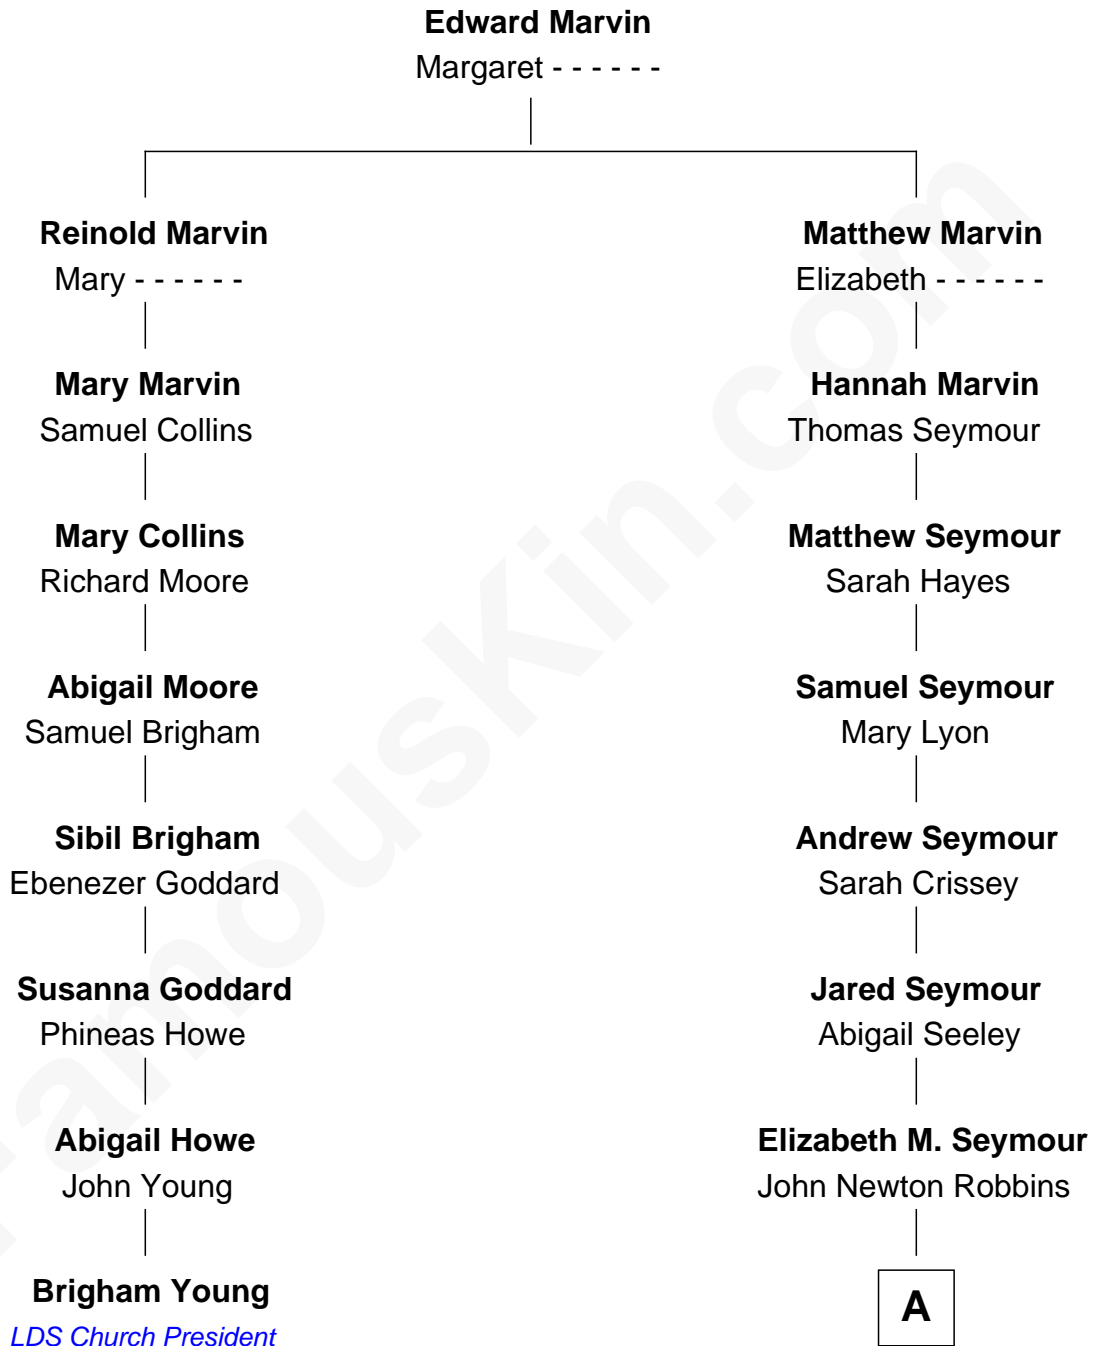 Edward Marvin
Margaret - - - - - -
Reinold Marvin
Mary - - - - - -
Matthew Marvin
Elizabeth - - - - - -
Mary Marvin
Samuel Collins
Hannah Marvin
Thomas Seymour
Mary Collins
Richard Moore
Matthew Seymour
Sarah Hayes
Abigail Moore
Samuel Brigham
Samuel Seymour
Mary Lyon
Sibil Brigham
Ebenezer Goddard
Andrew Seymour
Sarah Crissey
Susanna Goddard
Phineas Howe
Jared Seymour
Abigail Seeley
Abigail Howe
John Young
Elizabeth M. Seymour
John Newton Robbins
Brigham Young
LDS Church President
A
FamousKin.com